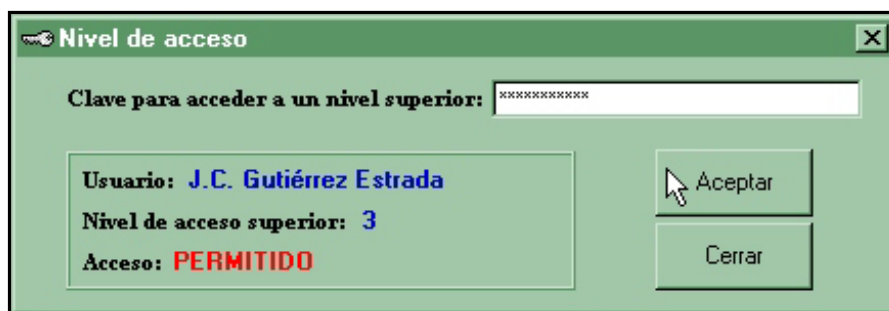 Nivel de acceso
Clave para acceder a un nivel superior: ***********
Usuario: J.C. Gutiérrez Estrada
Nivel de acceso superior: 3
Acceso: PERMITIDO
Aceptar
Cerrar